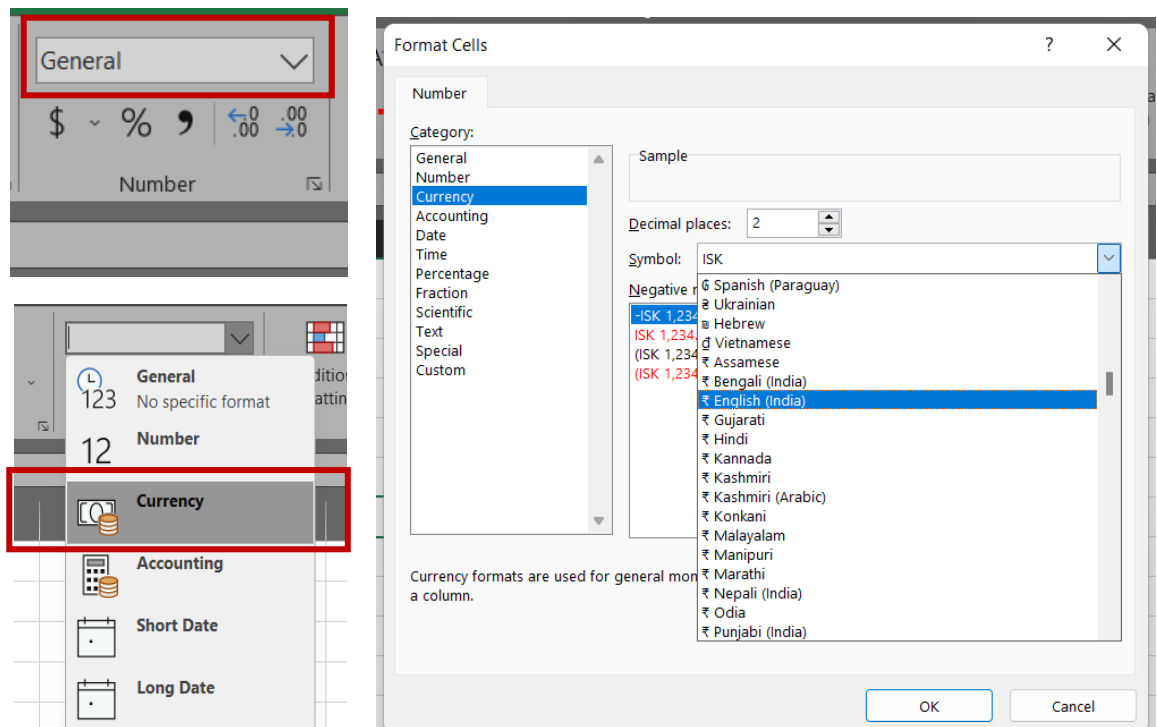 General
$ % , .0 .00 .00 .0
Number
General
123
No specific format
Number
12
Currency
Accounting
Short Date
Long Date
ditio
attin
Format Cells
?
Number
Category:
General
Number
Currency
Accounting
Date
Time
Percentage
Fraction
Scientific
Text
Special
Custom
Sample
Decimal places: 2
Symbol: ISK
Negative n
-ISK 1,234
ISK 1,234.
(ISK 1,234
(ISK 1,234
₲ Spanish (Paraguay)
₴ Ukrainian
₪ Hebrew
₫ Vietnamese
₹ Assamese
₹ Bengali (India)
₹ English (India)
₹ Gujarati
₹ Hindi
₹ Kannada
₹ Kashmiri
₹ Kashmiri (Arabic)
₹ Konkani
₹ Malayalam
₹ Manipuri
₹ Marathi
₹ Nepali (India)
₹ Odia
₹ Punjabi (India)
Currency formats are used for general mon
a column.
OK Cancel